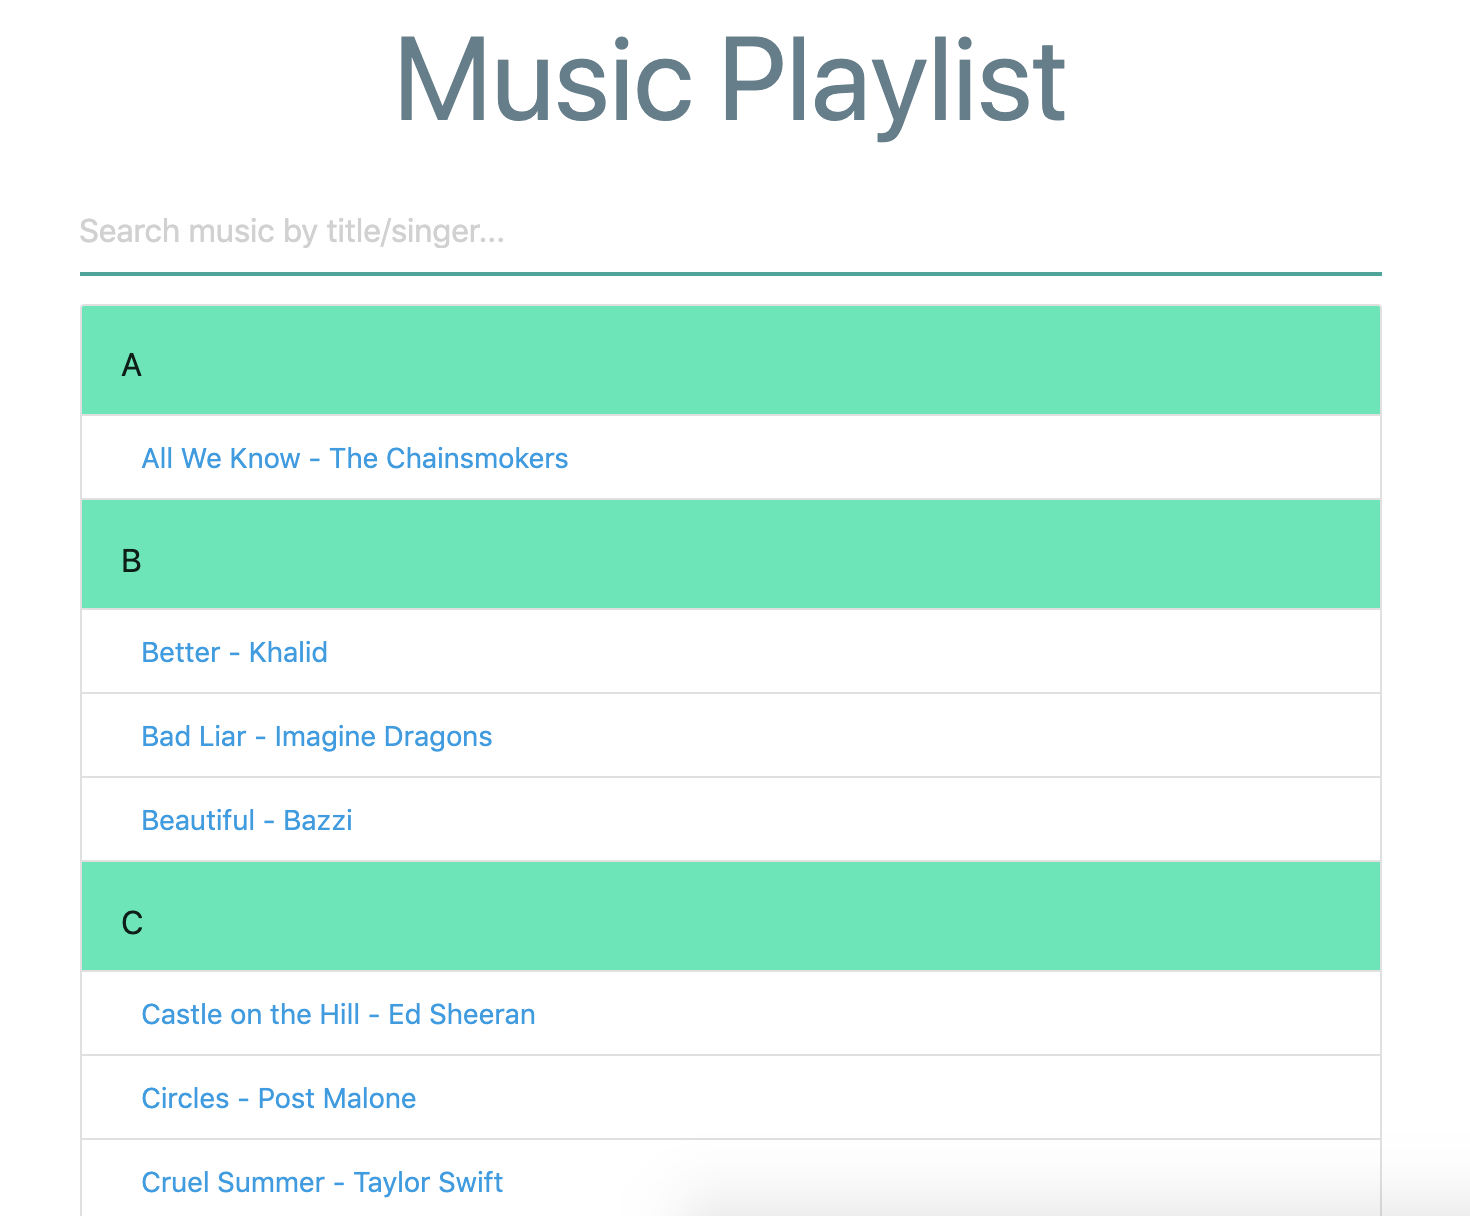 Music Playlist
Search music by title/singer...
A
All We Know - The Chainsmokers
B
Better - Khalid
Bad Liar - Imagine Dragons
Beautiful - Bazzi
C
Castle on the Hill - Ed Sheeran
Circles - Post Malone
Cruel Summer - Taylor Swift